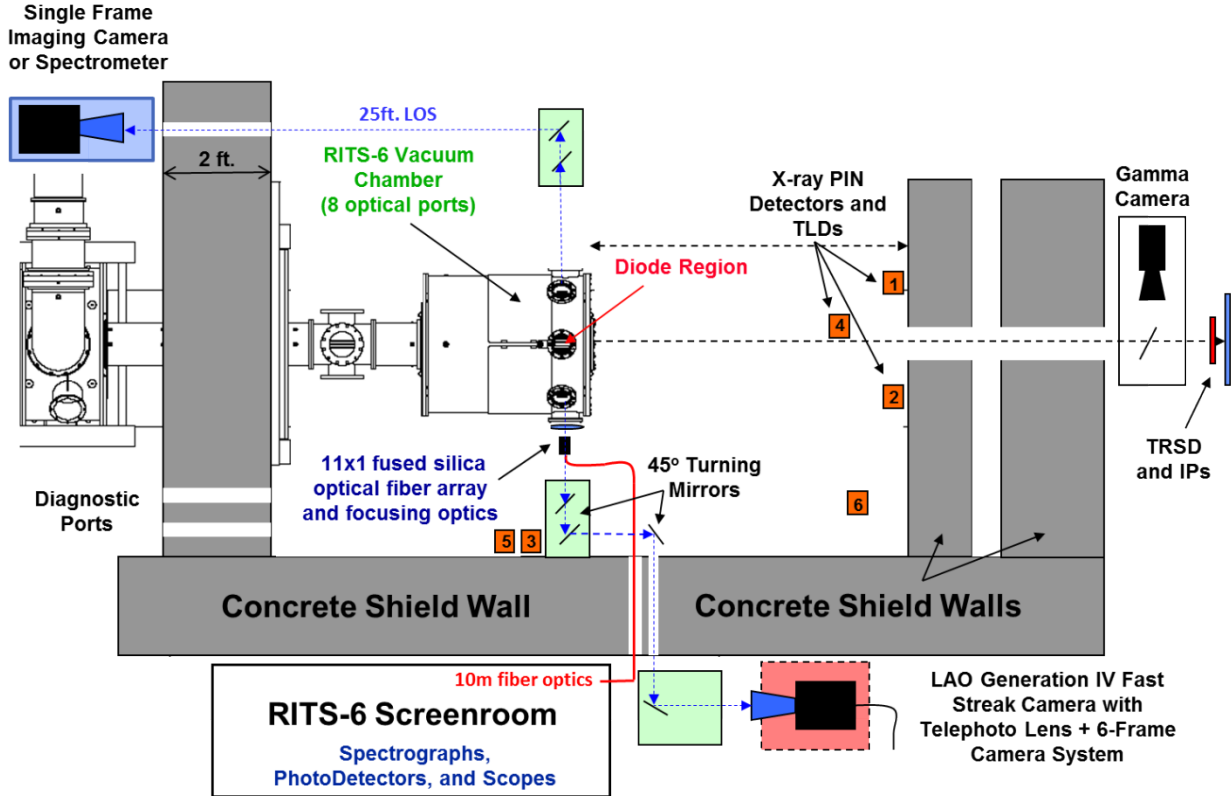 Single Frame
Imaging Camera
or Spectrometer
25ft. LOS
2 ft.
RITS-6 Vacuum
Chamber
(8 optical ports)
X-ray PIN
Detectors and
TLDs
Gamma
Camera
Diode Region
1
4
2
TRSD
and IPs
11x1 fused silica
optical fiber array
and focusing optics
45º Turning
Mirrors
Diagnostic
Ports
6
5
3
Concrete Shield Wall
Concrete Shield Walls
10m fiber optics
RITS-6 Screenroom
Spectrographs,
PhotoDetectors, and Scopes
LAO Generation IV Fast
Streak Camera with
Telephoto Lens + 6-Frame
Camera System